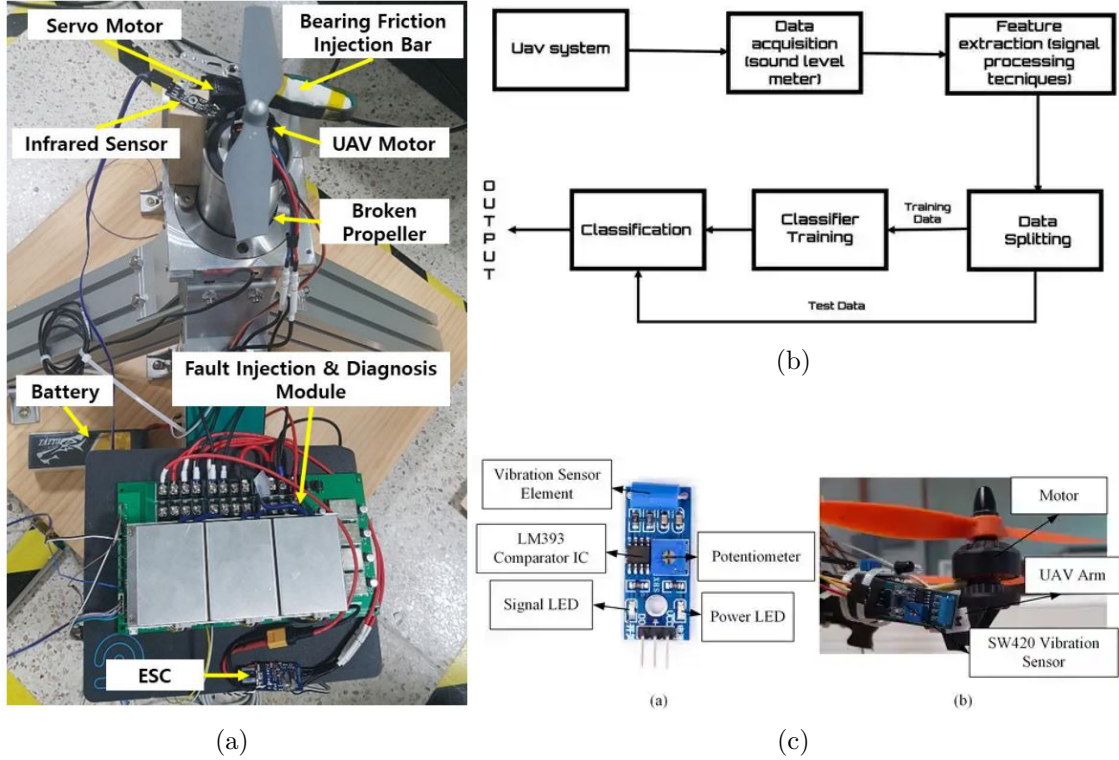 Servo Motor
Bearing Friction
Injection Bar
Infrared Sensor
UAV Motor
Broken
Propeller
Fault Injection & Diagnosis
Module
Battery
ESC
(a)
Uav system
Data
acquisition
(sound level
meter)
Feature
extraction (signal
processing
tecniques)
OUTPUT
Classification
Classifier
Training
Training
Data
Data
Splitting
Test Data
(b)
Vibration Sensor
Element
LM393
Comparator IC
Signal LED
Potentiometer
Power LED
(a)
Motor
UAV Arm
SW420 Vibration
Sensor
(b)
(c)